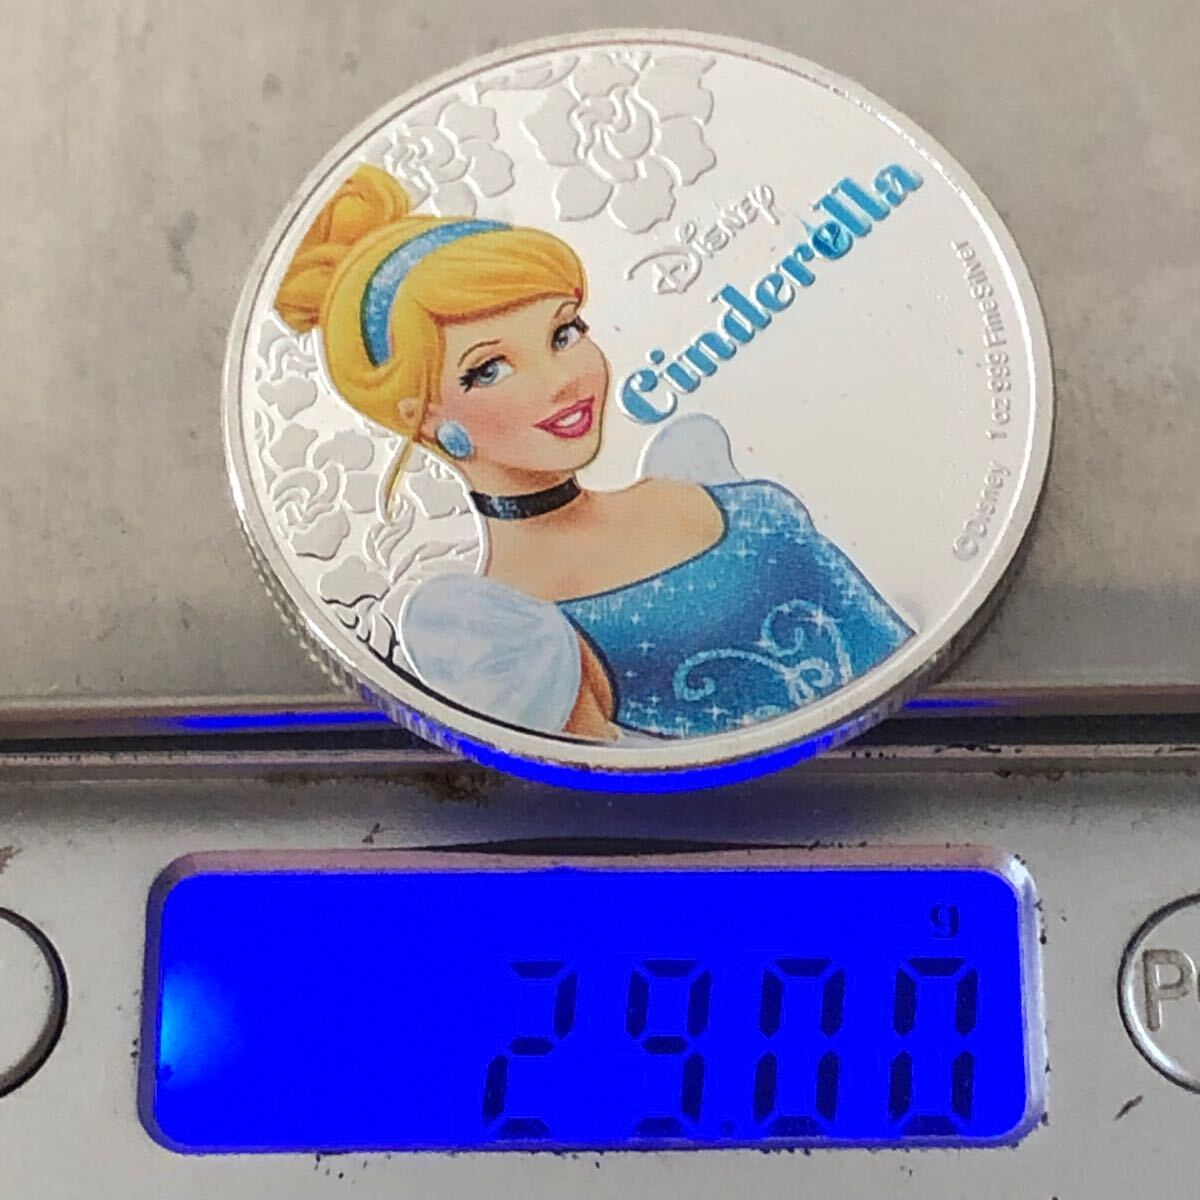 Disney
Cinderella
©Disney 1 oz 999 Fine Silver
g
29.00